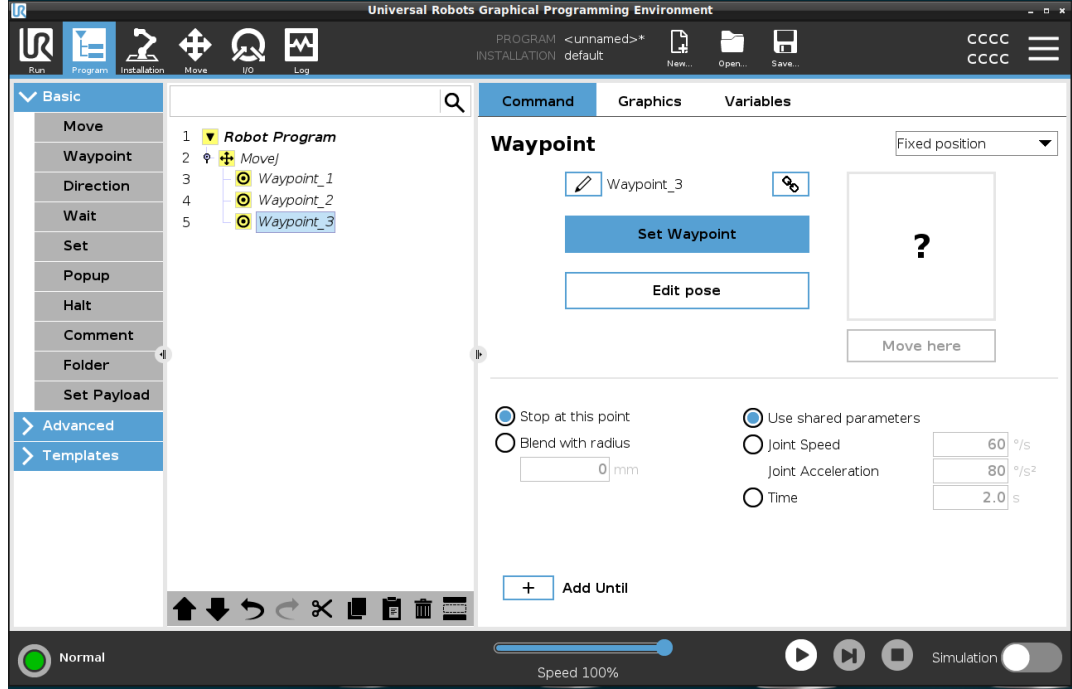 Universal Robots Graphical Programming Environment
UR
Run
Program
Installation
Move
I/O
Log
PROGRAM <unnamed>*
INSTALLATION default
New...
Open...
Save...
CCCC
CCCC
Basic
Move
Waypoint
Direction
Wait
Set
Popup
Halt
Comment
Folder
Set Payload
Advanced
Templates
1 Robot Program
2 MoveJ
3 Waypoint_1
4 Waypoint_2
5 Waypoint_3
Command Graphics Variables
Waypoint
Fixed position
Waypoint_3
Set Waypoint
Edit pose
?
Move here
Stop at this point
Blend with radius
0 mm
Use shared parameters
Joint Speed 60 °/s
Joint Acceleration 80 °/s²
Time 2.0 s
+ Add Until
Normal
Speed 100%
Simulation